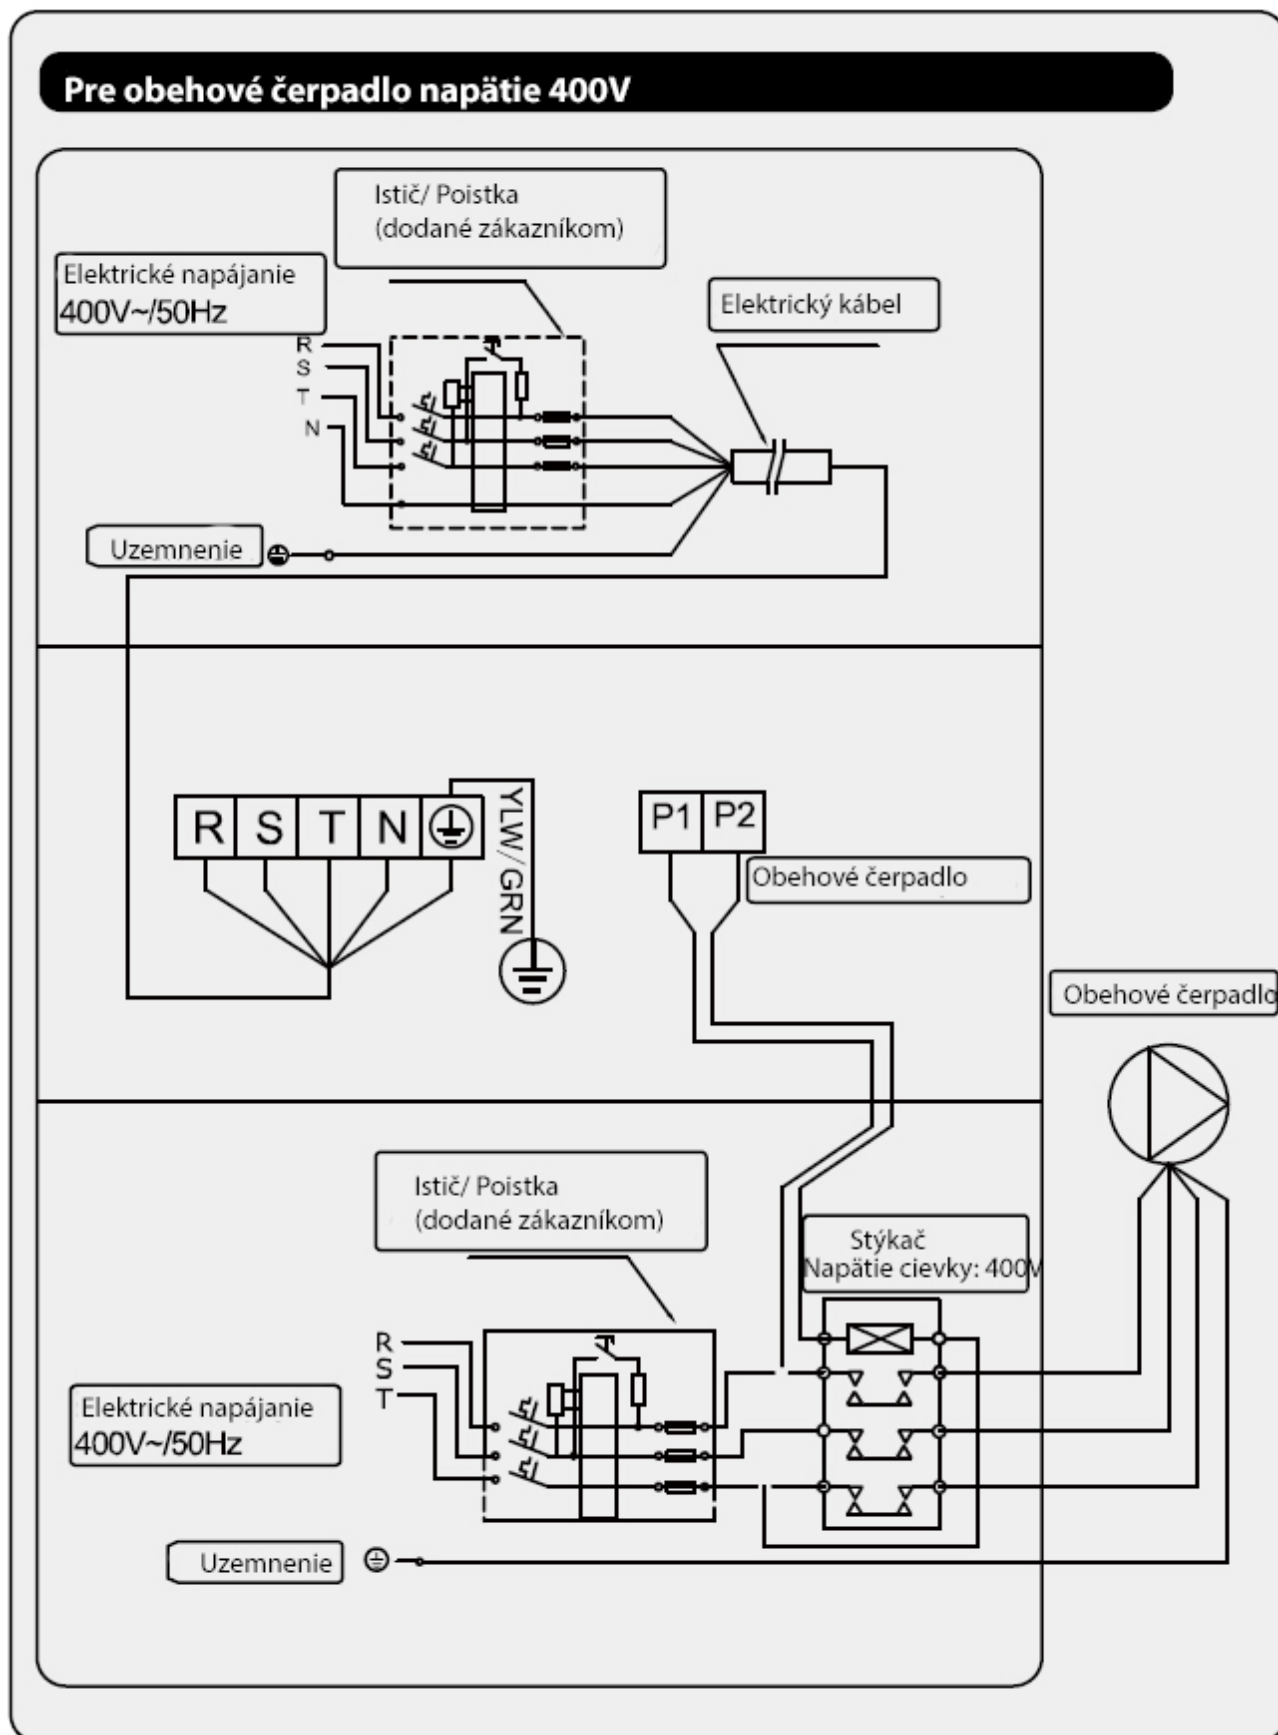 Pre obehové čerpadlo napätie 400V
Istič/ Poistka
(dodané zákazníkom)
Elektrické napájanie
400V~/50Hz
Elektrický kábel
R
S
T
N
Uzemnenie
R S T N
YLW/GRN
P1 P2
Obehové čerpadlo
Obehové čerpadlo
Istič/ Poistka
(dodané zákazníkom)
Stýkač
Napätie cievky: 400V
R
S
T
Elektrické napájanie
400V~/50Hz
Uzemnenie